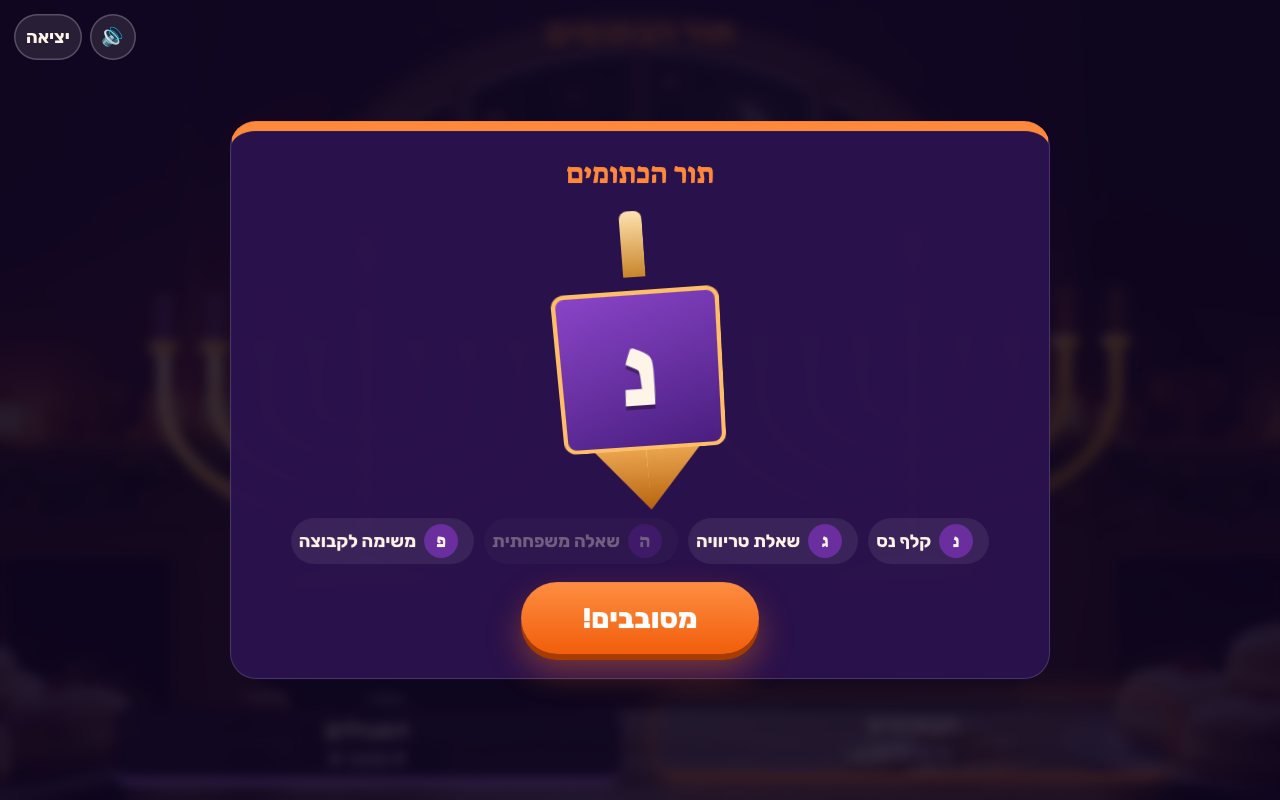 יציאה
תור הכתומים
נ
נ קלף נס
ג שאלת טריוויה
ה שאלה משפחתית
פ משימה לקבוצה
מסובבים!